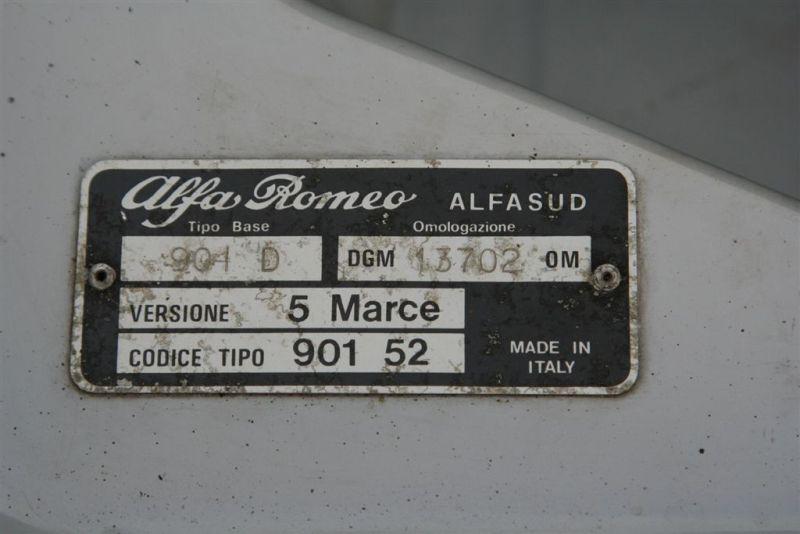 Alfa Romeo ALFASUD
Tipo Base Omologazione
901 D DGM 13702 OM
VERSIONE 5 Marce
CODICE TIPO 901 52
MADE IN
ITALY